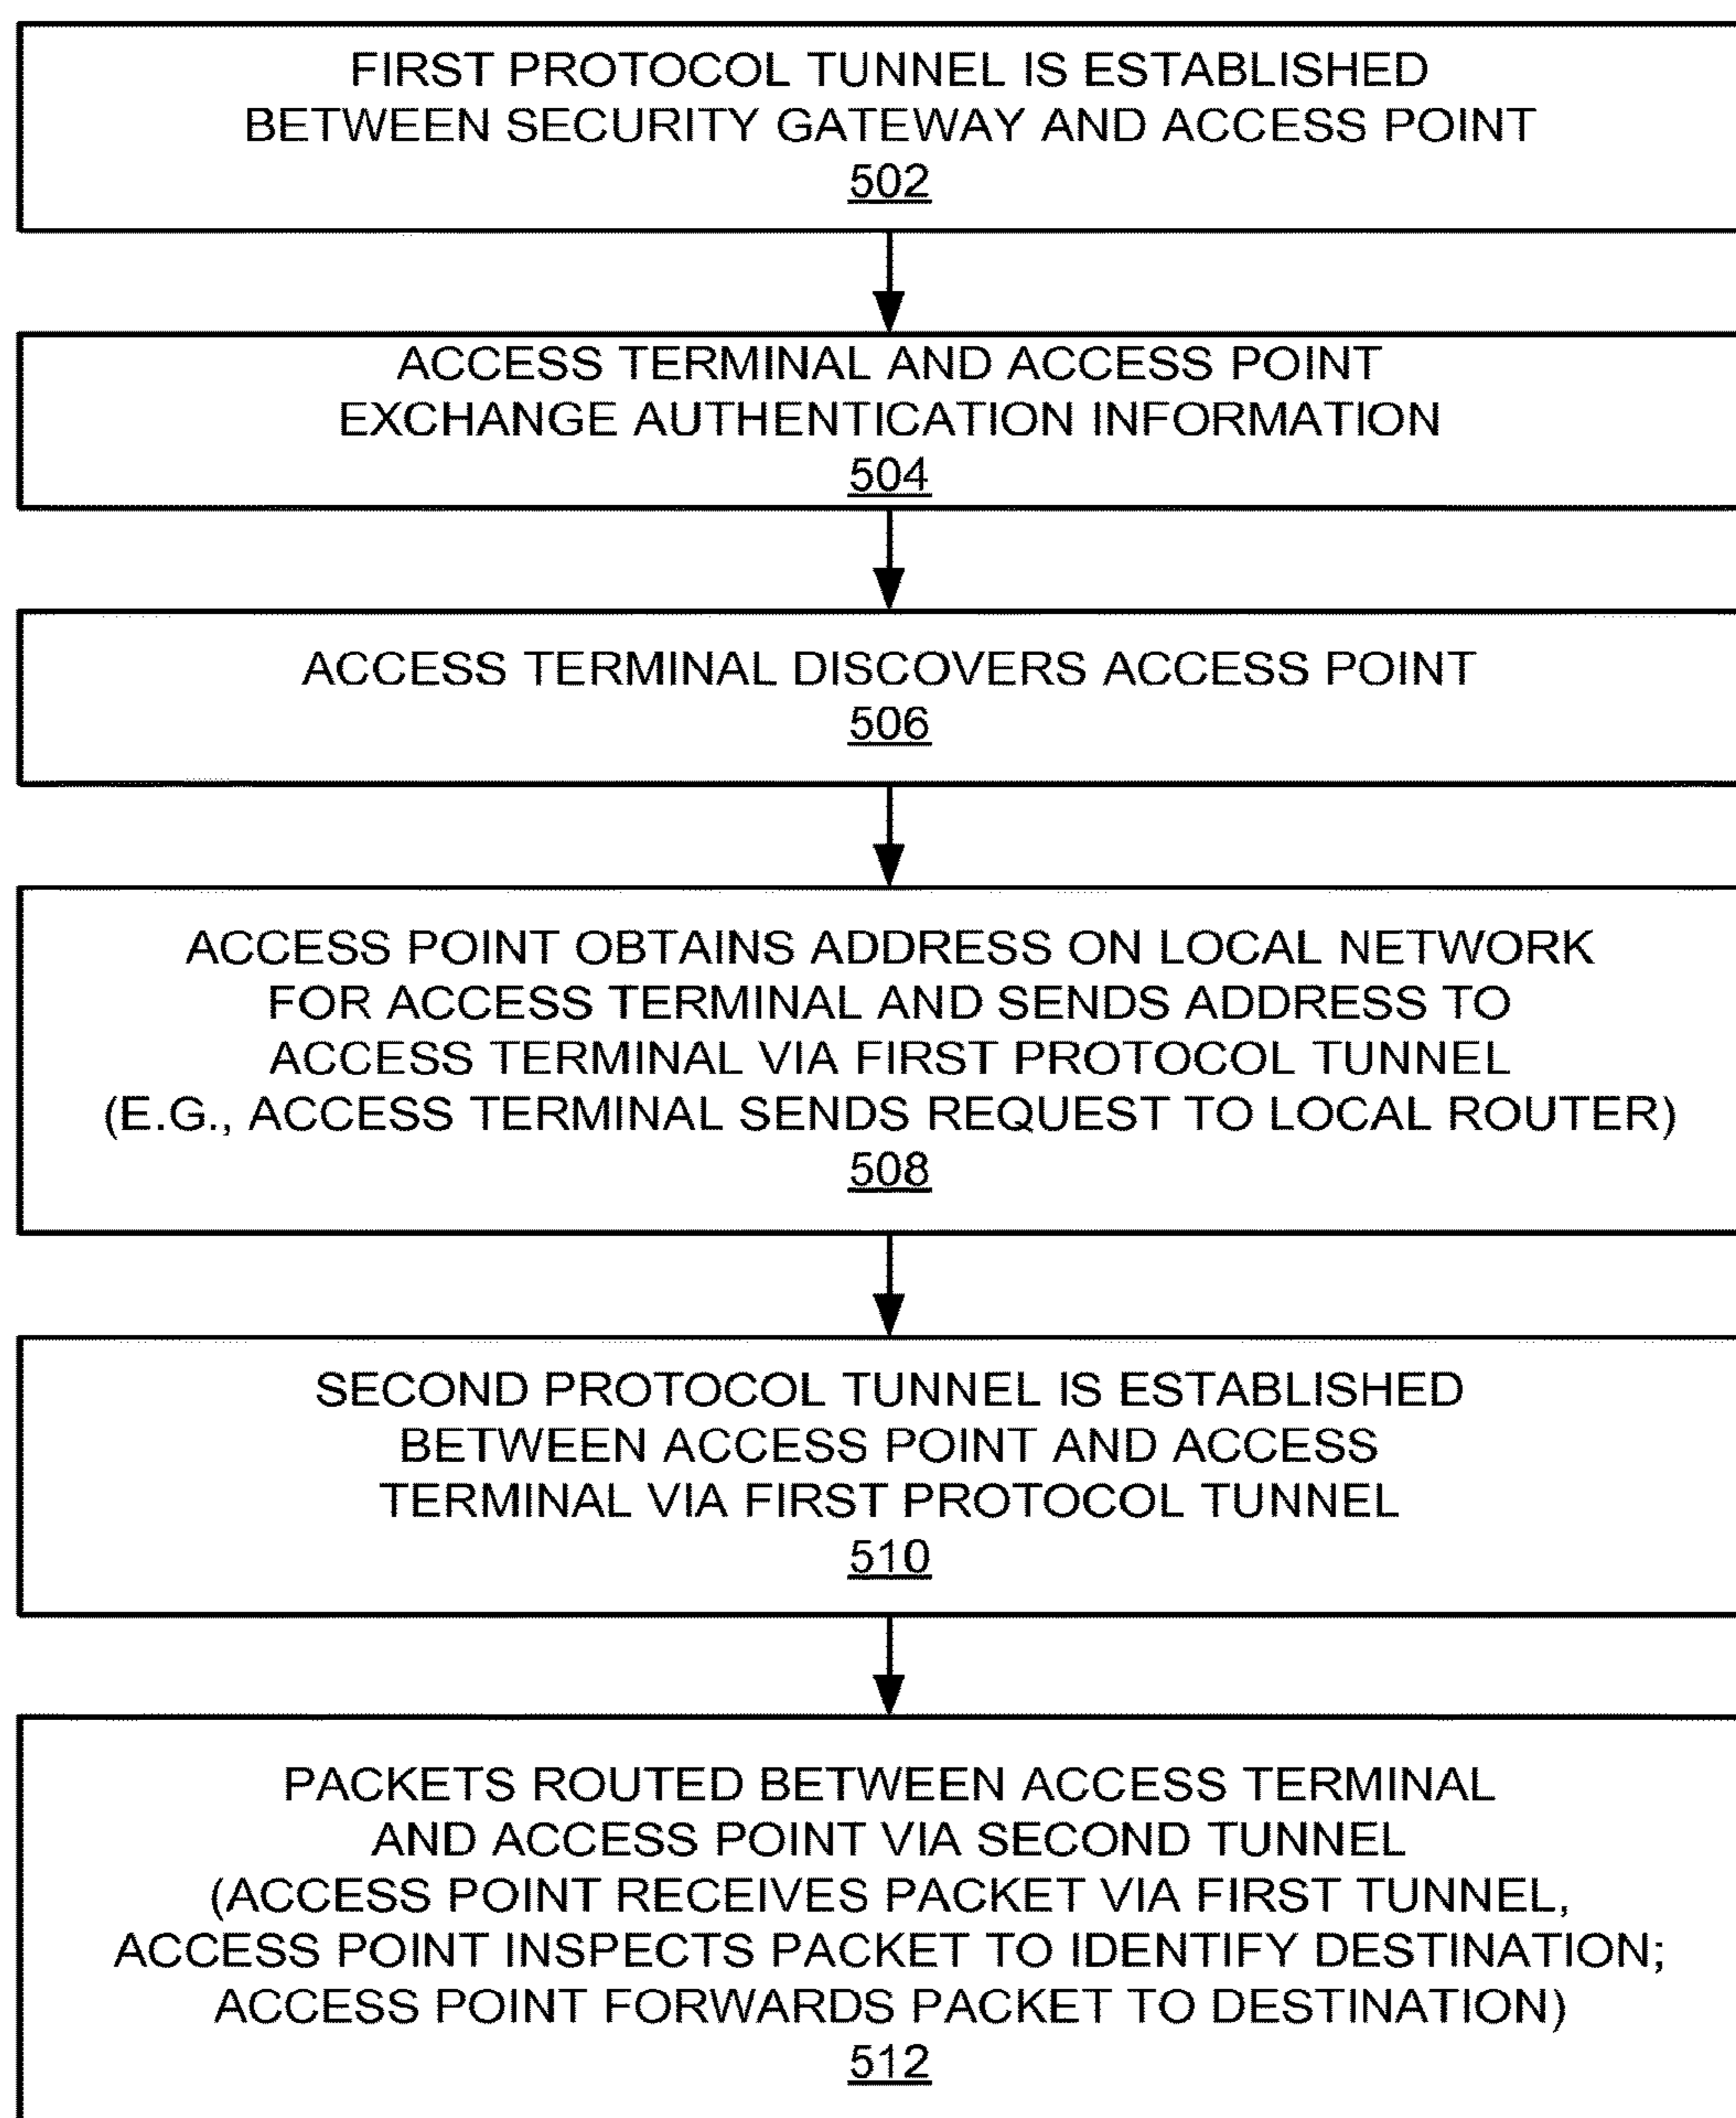 FIRST PROTOCOL TUNNEL IS ESTABLISHED
BETWEEN SECURITY GATEWAY AND ACCESS POINT
502
ACCESS TERMINAL AND ACCESS POINT
EXCHANGE AUTHENTICATION INFORMATION
504
ACCESS TERMINAL DISCOVERS ACCESS POINT
506
ACCESS POINT OBTAINS ADDRESS ON LOCAL NETWORK
FOR ACCESS TERMINAL AND SENDS ADDRESS TO
ACCESS TERMINAL VIA FIRST PROTOCOL TUNNEL
(E.G., ACCESS TERMINAL SENDS REQUEST TO LOCAL ROUTER)
508
SECOND PROTOCOL TUNNEL IS ESTABLISHED
BETWEEN ACCESS POINT AND ACCESS
TERMINAL VIA FIRST PROTOCOL TUNNEL
510
PACKETS ROUTED BETWEEN ACCESS TERMINAL
AND ACCESS POINT VIA SECOND TUNNEL
(ACCESS POINT RECEIVES PACKET VIA FIRST TUNNEL,
ACCESS POINT INSPECTS PACKET TO IDENTIFY DESTINATION;
ACCESS POINT FORWARDS PACKET TO DESTINATION)
512